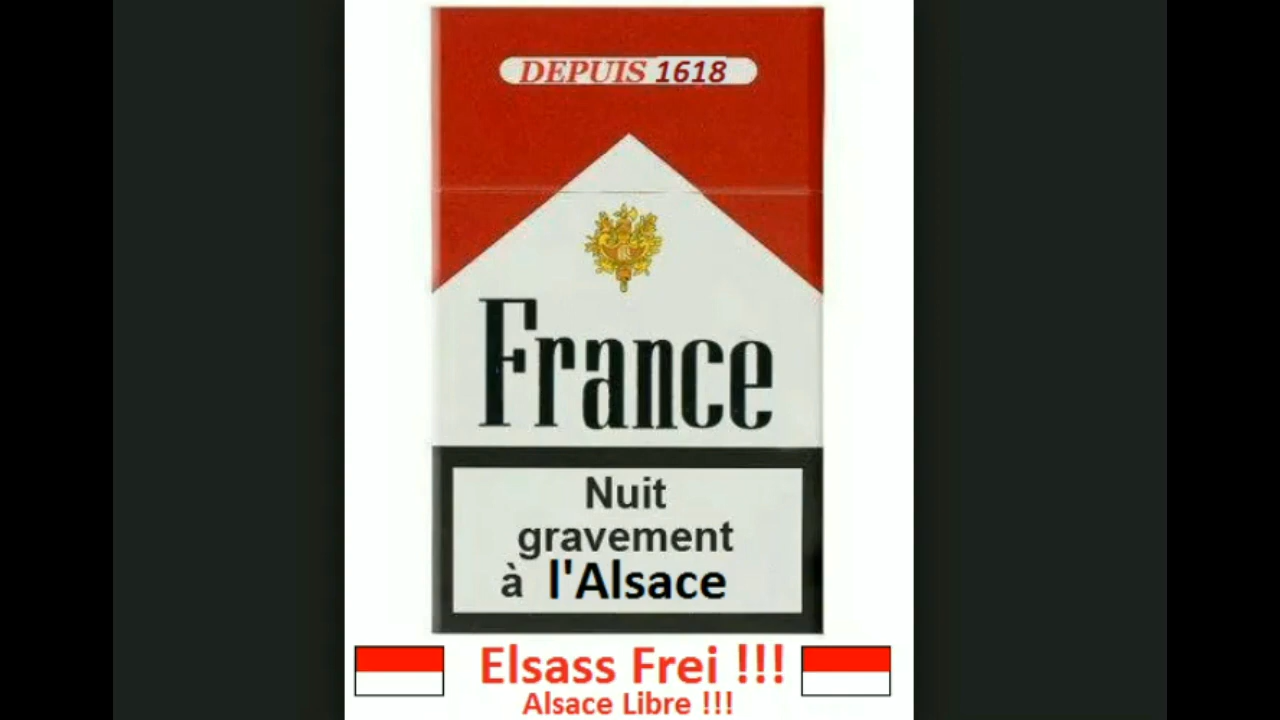 DEPUIS 1618
France
Nuit
gravement
à l'Alsace
Elsass Frei !!!
Alsace Libre !!!